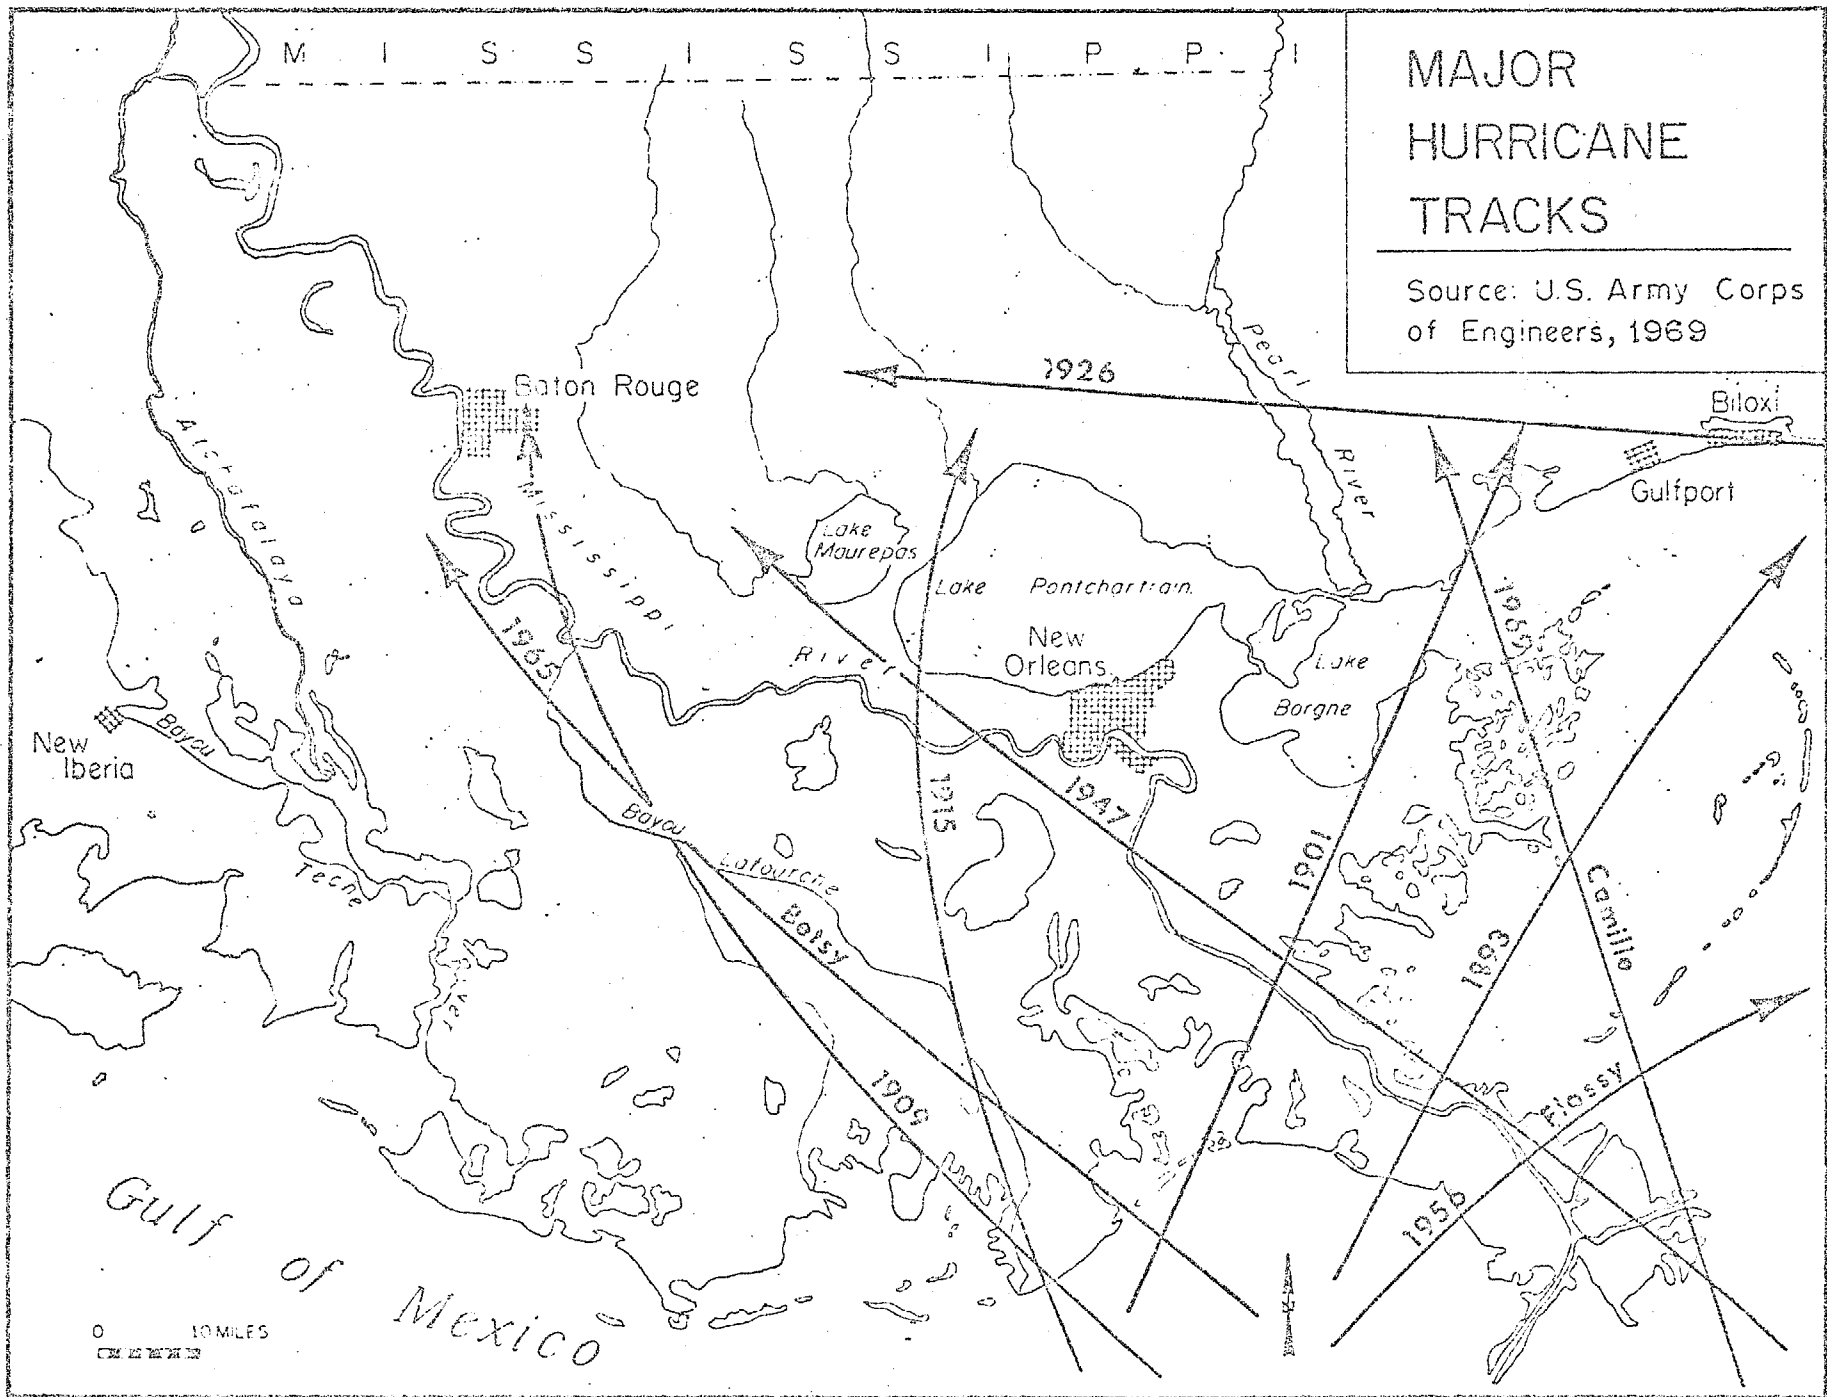 M I S S I S S I P P I
MAJOR
HURRICANE
TRACKS
Source: U.S. Army Corps
of Engineers, 1969
1926
Pearl
River
Biloxi
Gulfport
Baton Rouge
Atchafalaya
Mississippi
River
Lake
Maurepas
Lake Pontchartrain
New
Orleans
Lake
Borgne
1965
1969
New
Iberia
Bayou
Teche
Bayou
Lafourche
Betsy
1915
1947
1901
1893
Camille
1909
Flossy
1956
Gulf
of
Mexico
0 10 MILES